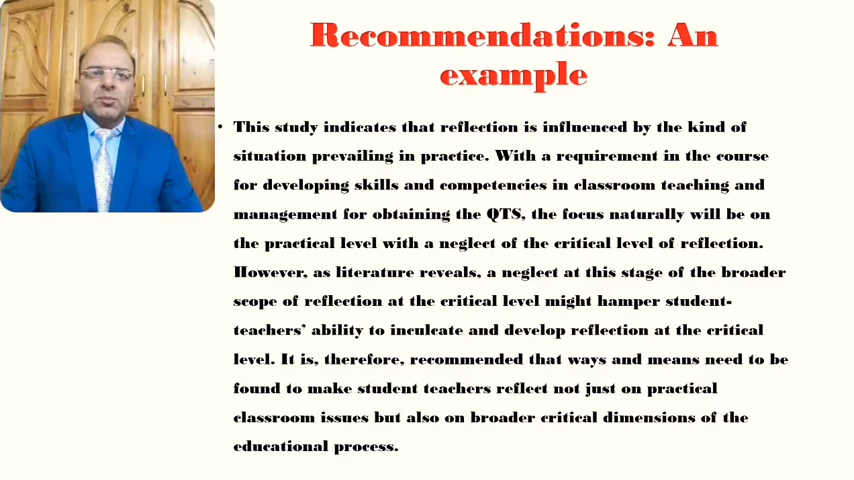 Recommendations: An
example
• This study indicates that reflection is influenced by the kind of
situation prevailing in practice. With a requirement in the course
for developing skills and competencies in classroom teaching and
management for obtaining the QTS, the focus naturally will be on
the practical level with a neglect of the critical level of reflection.
However, as literature reveals, a neglect at this stage of the broader
scope of reflection at the critical level might hamper student-
teachers’ ability to inculcate and develop reflection at the critical
level. It is, therefore, recommended that ways and means need to be
found to make student teachers reflect not just on practical
classroom issues but also on broader critical dimensions of the
educational process.